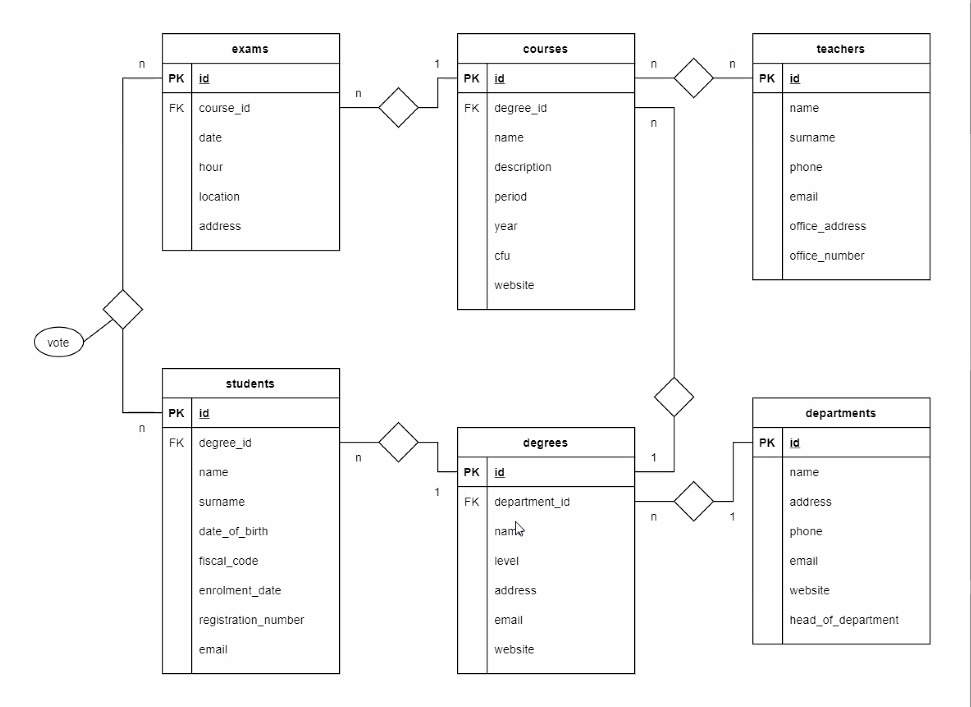 exams
PK id
FK course_id
date
hour
location
address
courses
PK id
FK degree_id
name
description
period
year
cfu
website
teachers
PK id
name
surname
phone
email
office_address
office_number
n
n
1
n
n
n
vote
students
PK id
FK degree_id
name
surname
date_of_birth
fiscal_code
enrolment_date
registration_number
email
degrees
PK id
FK department_id
name
level
address
email
website
departments
PK id
name
address
phone
email
website
head_of_department
n
n
1
1
n
1